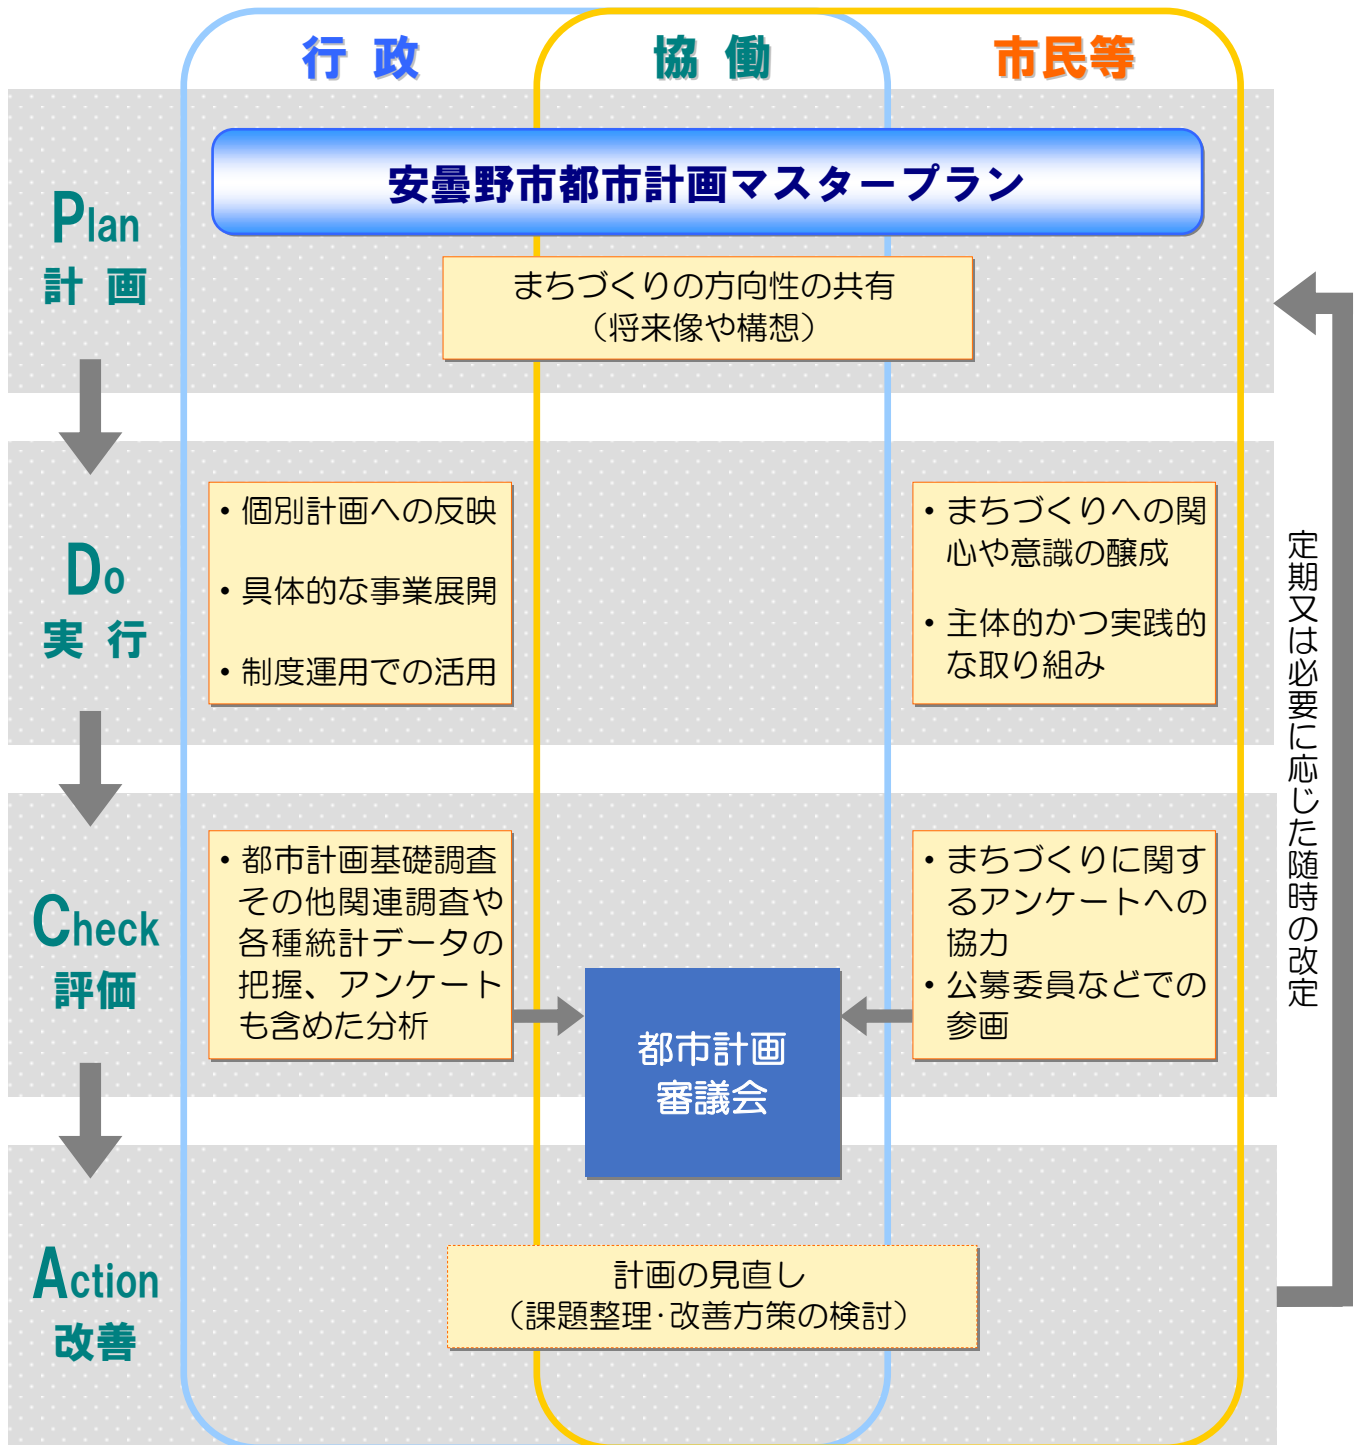 行 政
協 働
市民等
安曇野市都市計画マスタープラン
Plan
計 画
まちづくりの方向性の共有
（将来像や構想）
Do
実 行
・個別計画への反映
・具体的な事業展開
・制度運用での活用
・まちづくりへの関
心や意識の醸成
・主体的かつ実践的
な取り組み
Check
評価
・都市計画基礎調査
その他関連調査や
各種統計データの
把握、アンケート
も含めた分析
都市計画
審議会
・まちづくりに関す
るアンケートへの
協力
・公募委員などでの
参画
Action
改善
計画の見直し
（課題整理･改善方策の検討）
定期又は必要に応じた随時の改定